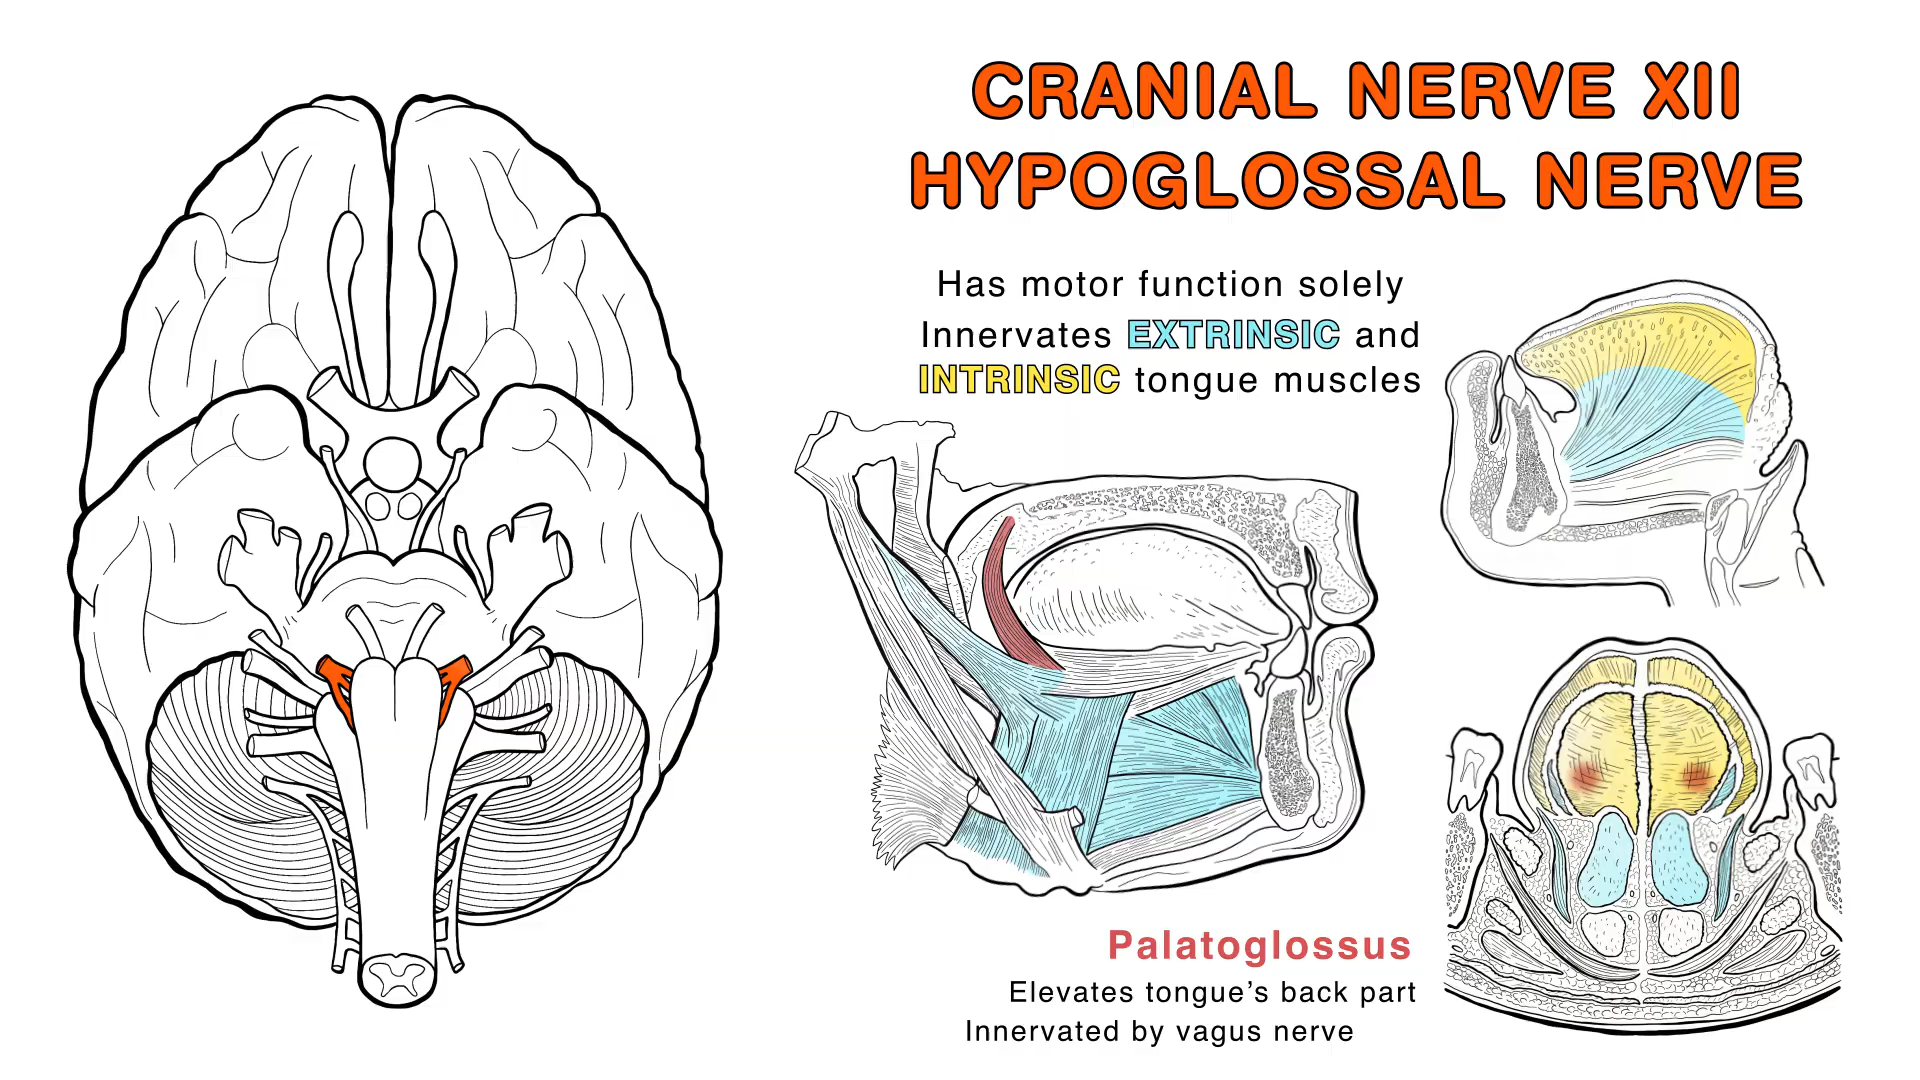 CRANIAL NERVE XII
HYPOGLOSSAL NERVE
Has motor function solely
Innervates EXTRINSIC and
INTRINSIC tongue muscles
Palatoglossus
Elevates tongue’s back part
Innervated by vagus nerve